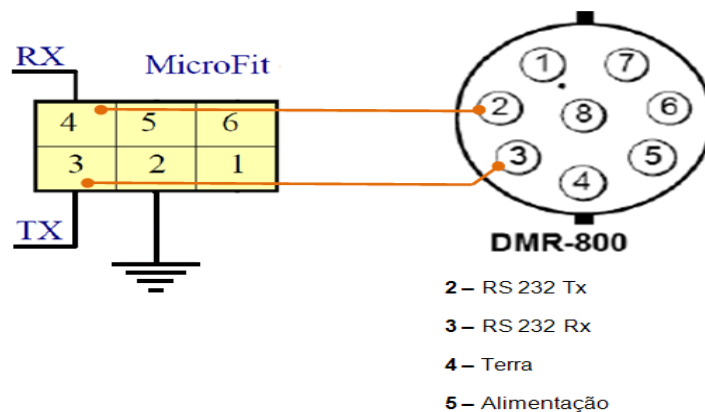 RX
MicroFit
4 5 6
3 2 1
TX
1 7
2 8 6
3 5
4
DMR-800
2 – RS 232 Tx
3 – RS 232 Rx
4 – Terra
5 – Alimentação